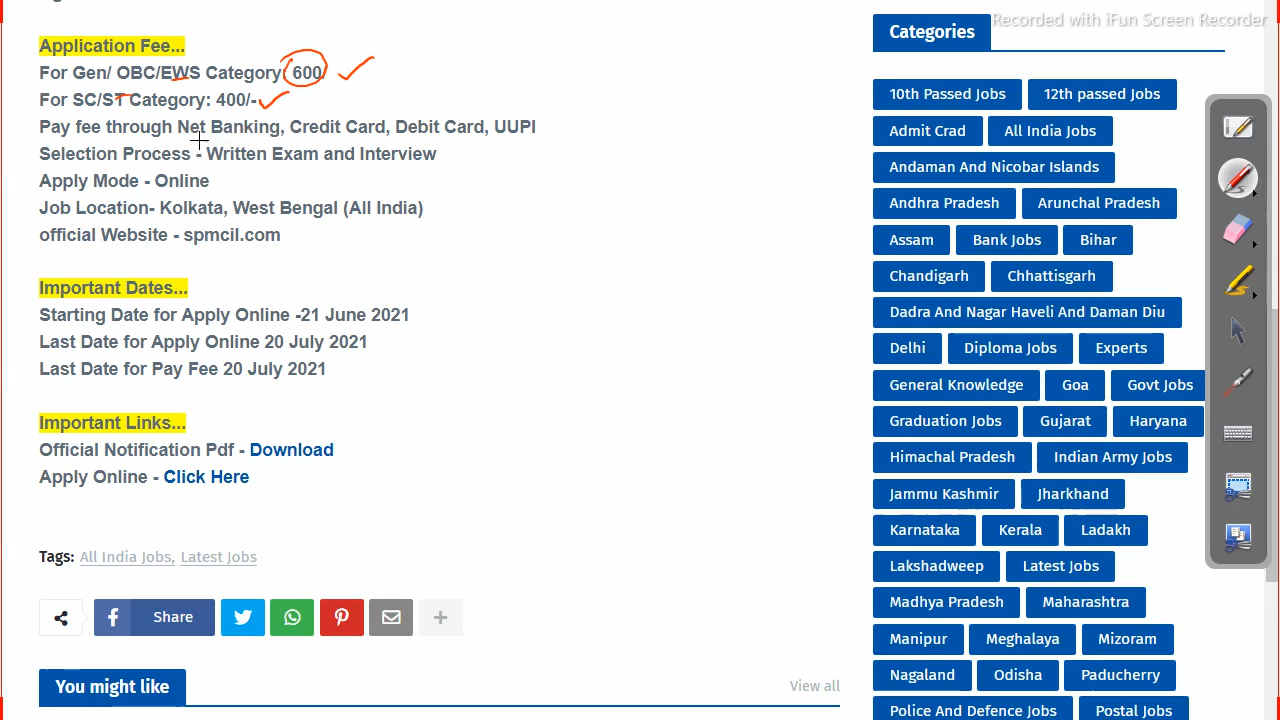 Recorded with iFun Screen Recorder
Application Fee...
For Gen/ OBC/EWS Category: 600/
For SC/ST Category: 400/-
Pay fee through Net Banking, Credit Card, Debit Card, UUPI
Selection Process - Written Exam and Interview
Apply Mode - Online
Job Location- Kolkata, West Bengal (All India)
official Website - spmcil.com
Important Dates...
Starting Date for Apply Online -21 June 2021
Last Date for Apply Online 20 July 2021
Last Date for Pay Fee 20 July 2021
Important Links...
Official Notification Pdf - Download
Apply Online - Click Here
Tags: All India Jobs, Latest Jobs
Share
You might like
View all
Categories
10th Passed Jobs 12th passed Jobs
Admit Crad All India Jobs
Andaman And Nicobar Islands
Andhra Pradesh Arunchal Pradesh
Assam Bank Jobs Bihar
Chandigarh Chhattisgarh
Dadra And Nagar Haveli And Daman Diu
Delhi Diploma Jobs Experts
General Knowledge Goa Govt Jobs
Graduation Jobs Gujarat Haryana
Himachal Pradesh Indian Army Jobs
Jammu Kashmir Jharkhand
Karnataka Kerala Ladakh
Lakshadweep Latest Jobs
Madhya Pradesh Maharashtra
Manipur Meghalaya Mizoram
Nagaland Odisha Paducherry
Police And Defence Jobs Postal Jobs